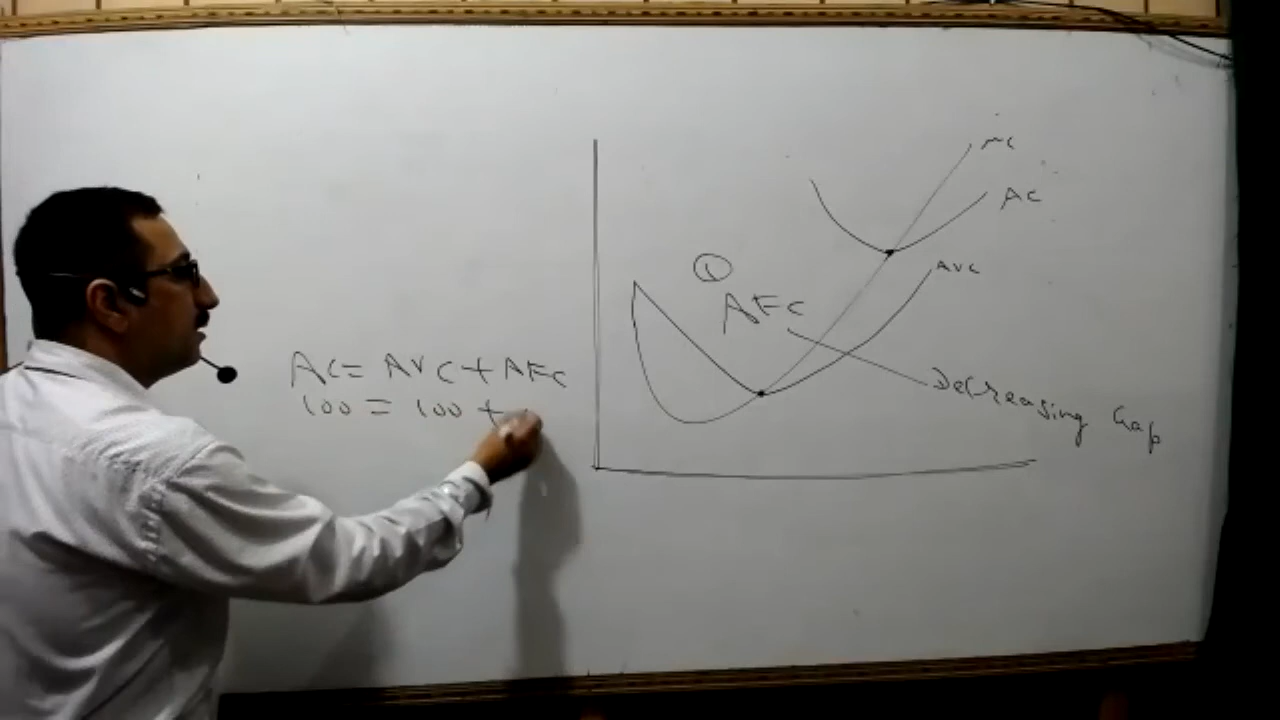 AC = AVC + AFC
100 = 100 +
MC
AC
AVC
1
AFC
Decreasing Gap